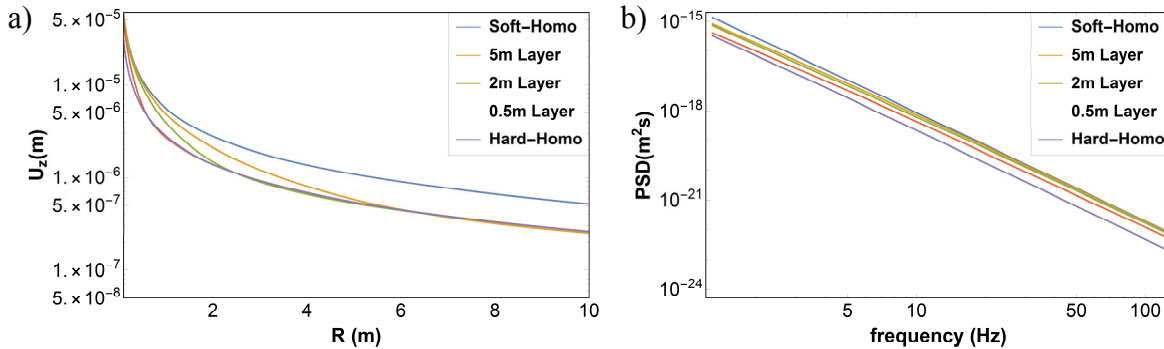 a)
5.×10⁻⁵
1.×10⁻⁵
5.×10⁻⁶
1.×10⁻⁶
5.×10⁻⁷
1.×10⁻⁷
5.×10⁻⁸
U_z(m)
2
4
6
8
10
R (m)
Soft-Homo
5m Layer
2m Layer
0.5m Layer
Hard-Homo
b)
10⁻¹⁵
10⁻¹⁸
10⁻²¹
10⁻²⁴
PSD(m²s)
5
10
50
100
frequency (Hz)
Soft-Homo
5m Layer
2m Layer
0.5m Layer
Hard-Homo